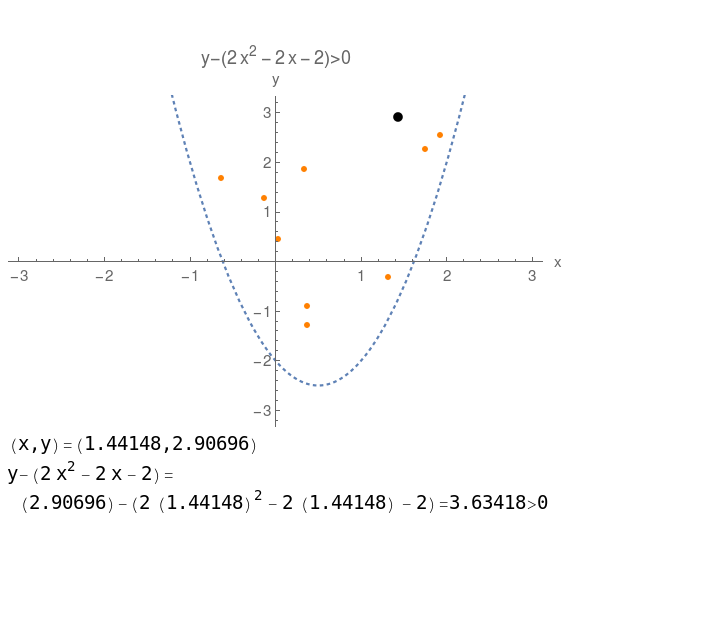 y−(2 x² − 2 x − 2)>0
y
3
2
1
−3 −2 −1 1 2 3 x
−1
−2
−3
(x,y)=(1.44148,2.90696)
y−(2 x² − 2 x − 2)=
(2.90696)−(2 (1.44148)² − 2 (1.44148) − 2)=3.63418>0